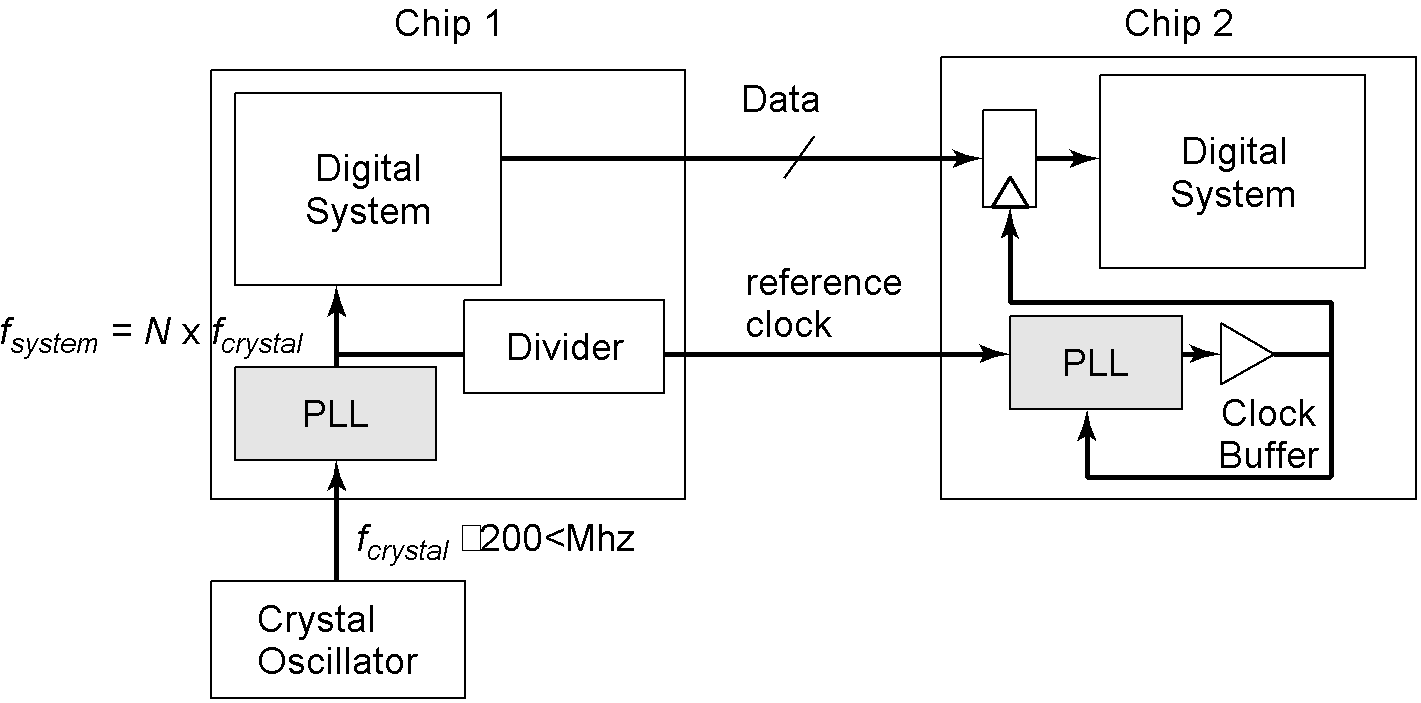 Chip 1
Chip 2
Data
Digital
System
Digital
System
reference
clock
fsystem = N x fcrystal
Divider
PLL
PLL
Clock
Buffer
fcrystal □200<Mhz
Crystal
Oscillator